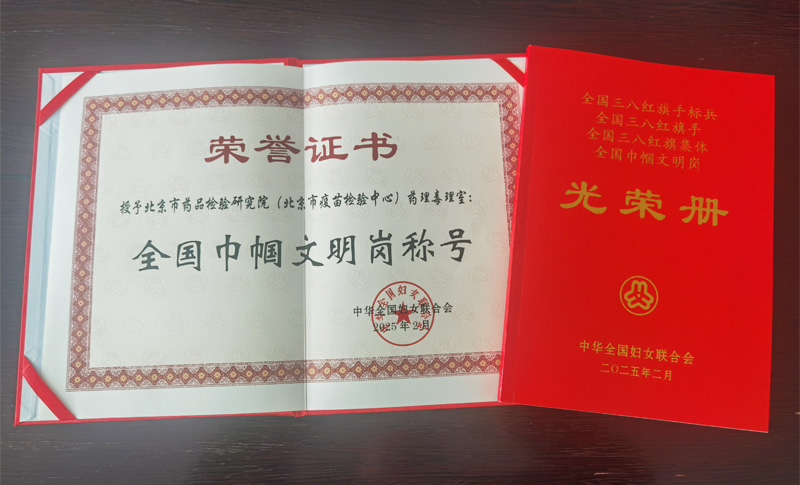 荣誉证书
授予北京市药品检验研究院（北京市疫苗检验中心）药理毒理室：
全国巾帼文明岗称号
中华全国妇女联合会
2025年2月
全国三八红旗手标兵
全国三八红旗手
全国三八红旗集体
全国巾帼文明岗
光荣册
中华全国妇女联合会
二〇二五年二月